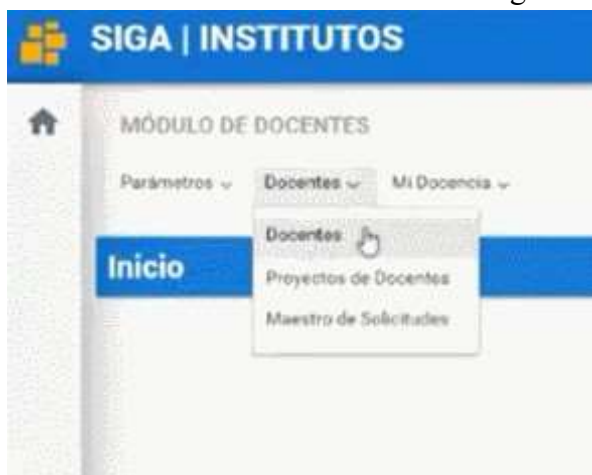 SIGA | INSTITUTOS
MÓDULO DE DOCENTES
Parámetros Docentes Mi Docencia
Docentes
Inicio
Proyectos de Docentes
Maestro de Solicitudes